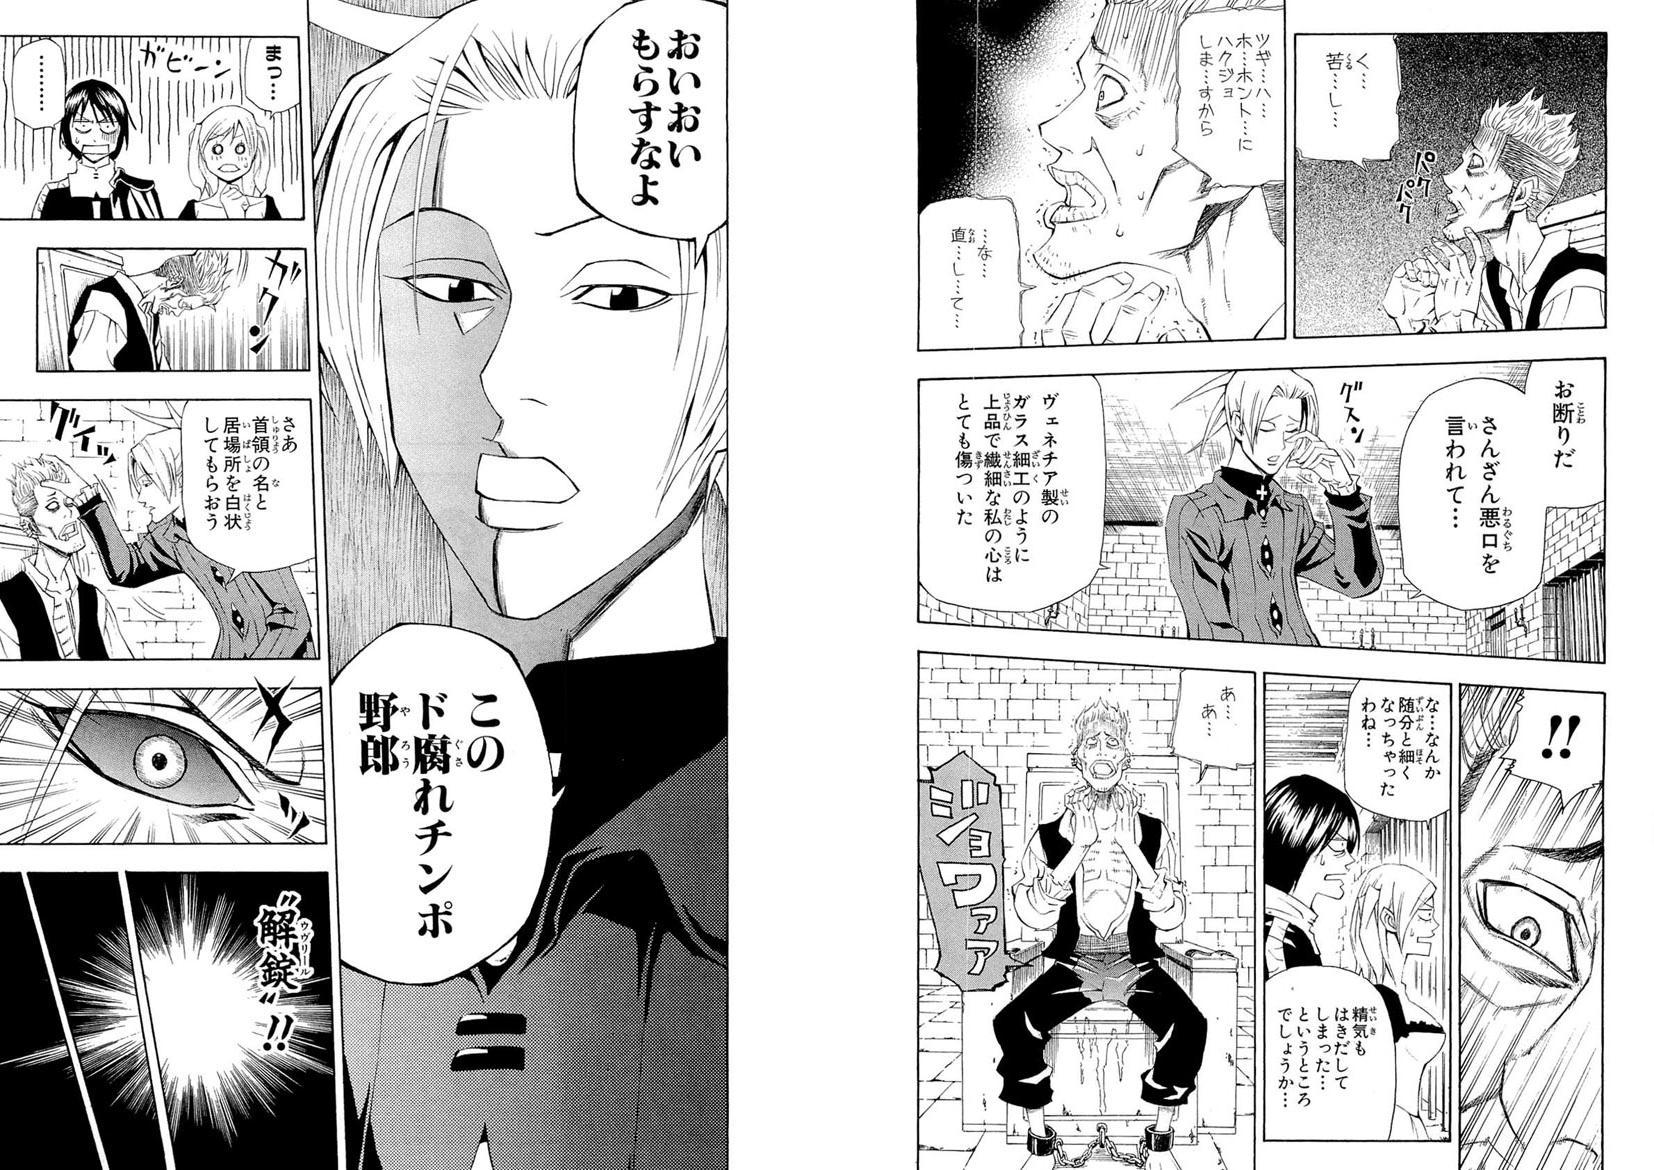 く…
苦…し…
パク
パク
ツギ…ハ…
ホ…ホントに
ハクジョ
しま…すから
…な…
直…し…て…
お断りだ
さんざん悪口を
言われて…
グスン
ヴェネチア製の
ガラス細工のように
上品で繊細な私の心は
とても傷ついた
!!
な…なんか
随分と細く
なっちゃった
わね…
精気も
はきだして
しまった…
というところ
でしょうか…
あ…
あ…
ジョワァァ
おいおい
もらすなよ
この
ド腐れチンポ
野郎
まっ…
ガビーン
………
ガクン
さあ
首領の名と
居場所を白状
してもらおう
グイッ
メッ
“解錠”!!
ウヴリール